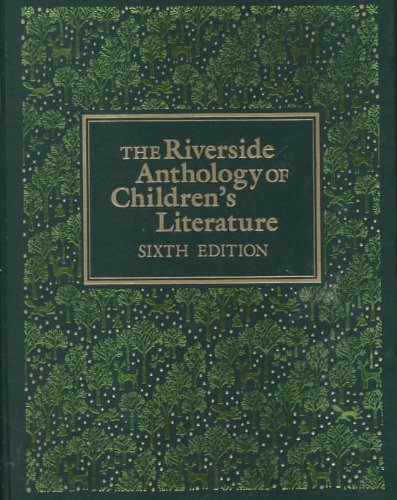 THE Riverside
Anthology OF
Children's
Literature
SIXTH EDITION